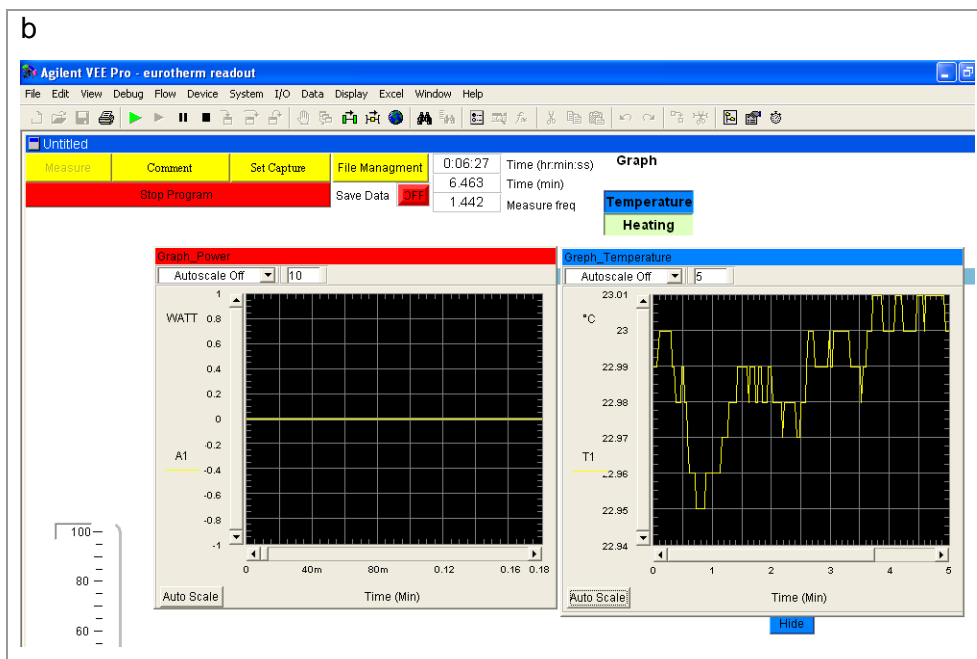 b
Agilent VEE Pro - eurotherm readout
File Edit View Debug Flow Device System I/O Data Display Excel Window Help
Untitled
Measure Comment Set Capture File Managment 0:06:27 Time (hr:min:ss) Graph
6.463 Time (min)
Stop Program Save Data OFF 1.442 Measure freq Temperature
Heating
Graph_Power
Autoscale Off 10
1
WATT 0.8
0.6
0.4
0.2
0
-0.2
A1
-0.4
-0.6
-0.8
-1
0 40m 80m 0.12 0.16 0.18
Auto Scale Time (Min)
Greph_Temperature
Autoscale Off 5
23.01
°C 23
22.99
22.98
22.97
T1
22.96
22.95
22.94
0 1 2 3 4 5
Auto Scale Time (Min)
Hide
100
80
60